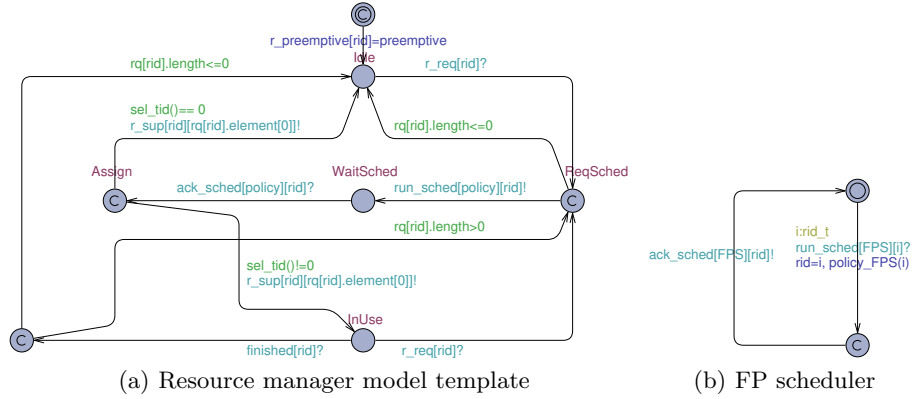 C
r_preemptive[rid]=preemptive
Idle
rq[rid].length<=0
r_req[rid]?
sel_tid()== 0
r_sup[rid][rq[rid].element[0]]!
rq[rid].length<=0
Assign
WaitSched
ReqSched
ack_sched[policy][rid]?
run_sched[policy][rid]!
C
C
rq[rid].length>0
i:rid_t
run_sched[FPS][i]?
rid=i, policy_FPS(i)
ack_sched[FPS][rid]!
sel_tid()!=0
r_sup[rid][rq[rid].element[0]]!
InUse
C
C
finished[rid]?
r_req[rid]?
(a) Resource manager model template
(b) FP scheduler